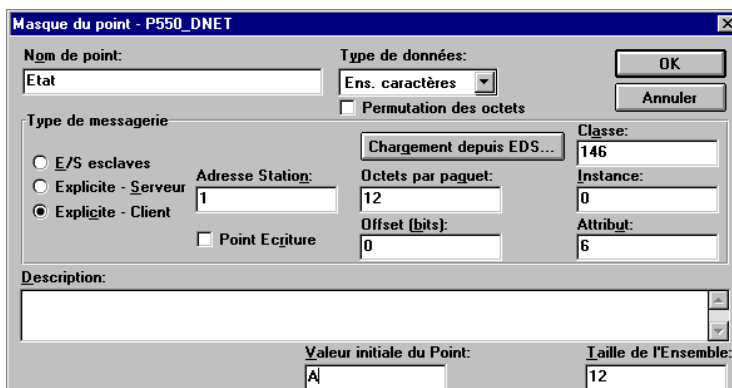 Masque du point - P550_DNET
Nom de point:
Type de données:
Etat
Ens. caractères
OK
Permutation des octets
Annuler
Type de messagerie
Classe:
Chargement depuis EDS...
146
E/S esclaves
Adresse Station:
Octets par paquet:
Instance:
Explicite - Serveur
1
12
0
Explicite - Client
Offset (bits):
Attribut:
Point Ecriture
0
6
Description:
Valeur initiale du Point:
Taille de l'Ensemble:
A
12